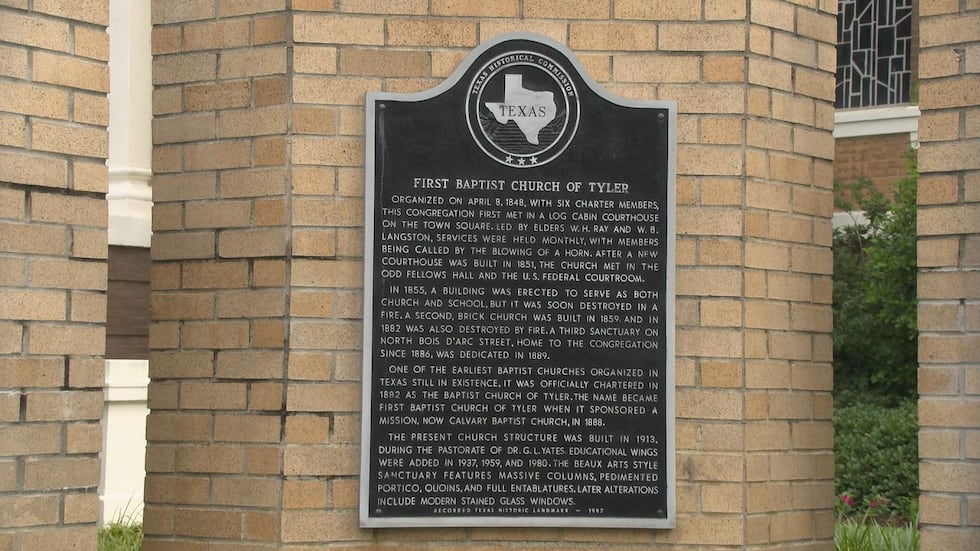 TEXAS HISTORICAL COMMISSION
TEXAS
FIRST BAPTIST CHURCH OF TYLER
ORGANIZED ON APRIL 8, 1848, WITH SIX CHARTER MEMBERS,
THIS CONGREGATION FIRST MET IN A LOG CABIN COURTHOUSE
ON THE TOWN SQUARE. LED BY ELDERS W. H. RAY AND W. B.
LANGSTON, SERVICES WERE HELD MONTHLY, WITH MEMBERS
BEING CALLED BY THE BLOWING OF A HORN. AFTER A NEW
COURTHOUSE WAS BUILT IN 1851, THE CHURCH MET IN THE
ODD FELLOWS HALL AND THE U.S. FEDERAL COURTROOM.
IN 1855, A BUILDING WAS ERECTED TO SERVE AS BOTH
CHURCH AND SCHOOL, BUT IT WAS SOON DESTROYED IN A
FIRE. A SECOND, BRICK CHURCH WAS BUILT IN 1859, AND IN
1882 WAS ALSO DESTROYED BY FIRE. A THIRD SANCTUARY ON
NORTH BOIS D'ARC STREET, HOME TO THE CONGREGATION
SINCE 1886, WAS DEDICATED IN 1889.
ONE OF THE EARLIEST BAPTIST CHURCHES ORGANIZED IN
TEXAS STILL IN EXISTENCE, IT WAS OFFICIALLY CHARTERED IN
1882 AS THE BAPTIST CHURCH OF TYLER. THE NAME BECAME
FIRST BAPTIST CHURCH OF TYLER WHEN IT SPONSORED A
MISSION, NOW CALVARY BAPTIST CHURCH, IN 1888.
THE PRESENT CHURCH STRUCTURE WAS BUILT IN 1913,
DURING THE PASTORATE OF DR. G. L. YATES. EDUCATIONAL WINGS
WERE ADDED IN 1937, 1959, AND 1980. THE BEAUX ARTS STYLE
SANCTUARY FEATURES MASSIVE COLUMNS, PEDIMENTED
PORTICO, QUOINS, AND FULL ENTABLATURES. LATER ALTERATIONS
INCLUDE MODERN STAINED GLASS WINDOWS.
RECORDED TEXAS HISTORIC LANDMARK – 1987